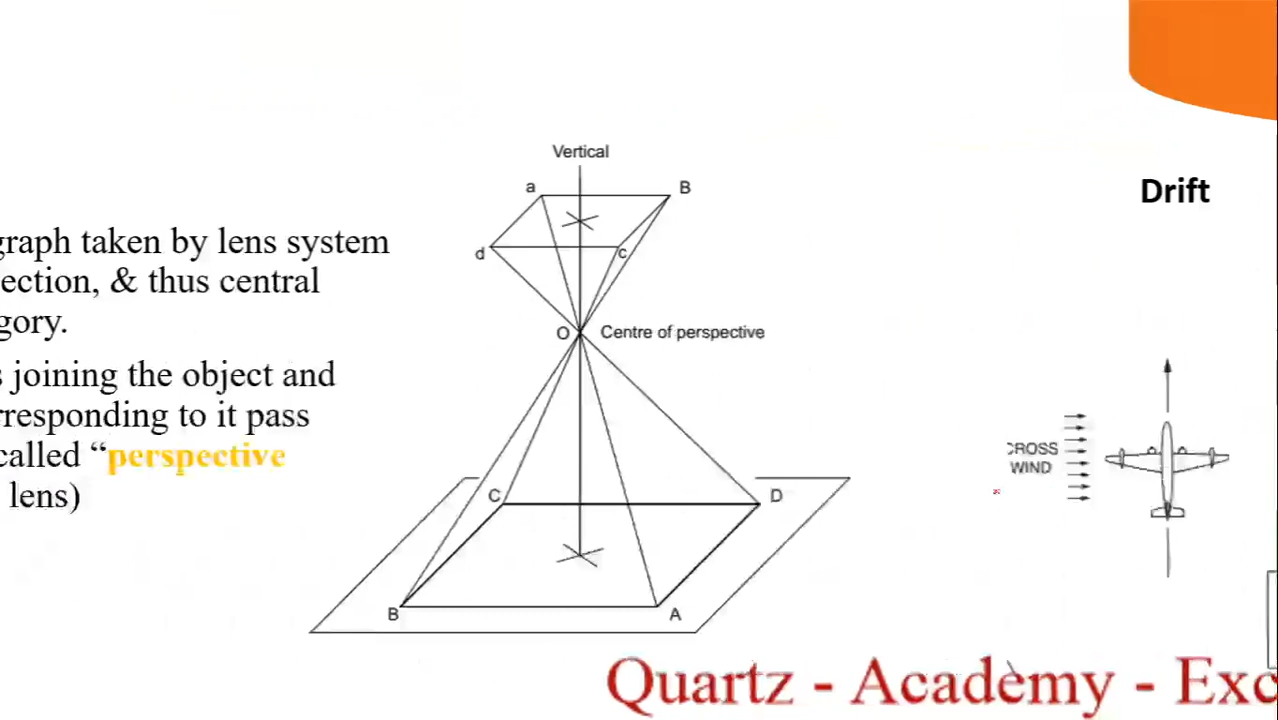 graph taken by lens system
ection, & thus central
gory.
s joining the object and
rresponding to it pass
called “perspective
lens)
Vertical
a
B
d
c
O
Centre of perspective
C
D
B
A
Drift
CROSS
WIND
Quartz - Academy - Exc